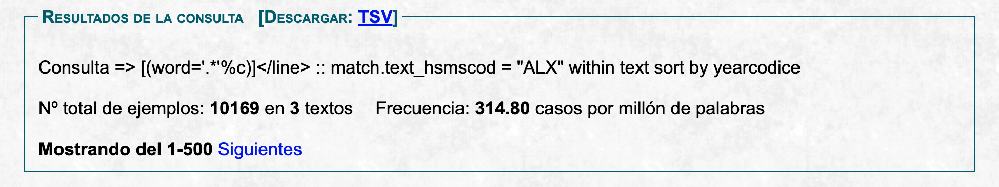 Resultados de la consulta [Descargar: TSV]
Consulta => [(word='.*'%c)]</line> :: match.text_hsmscod = "ALX" within text sort by yearcodice
Nº total de ejemplos: 10169 en 3 textos Frecuencia: 314.80 casos por millón de palabras
Mostrando del 1-500 Siguientes